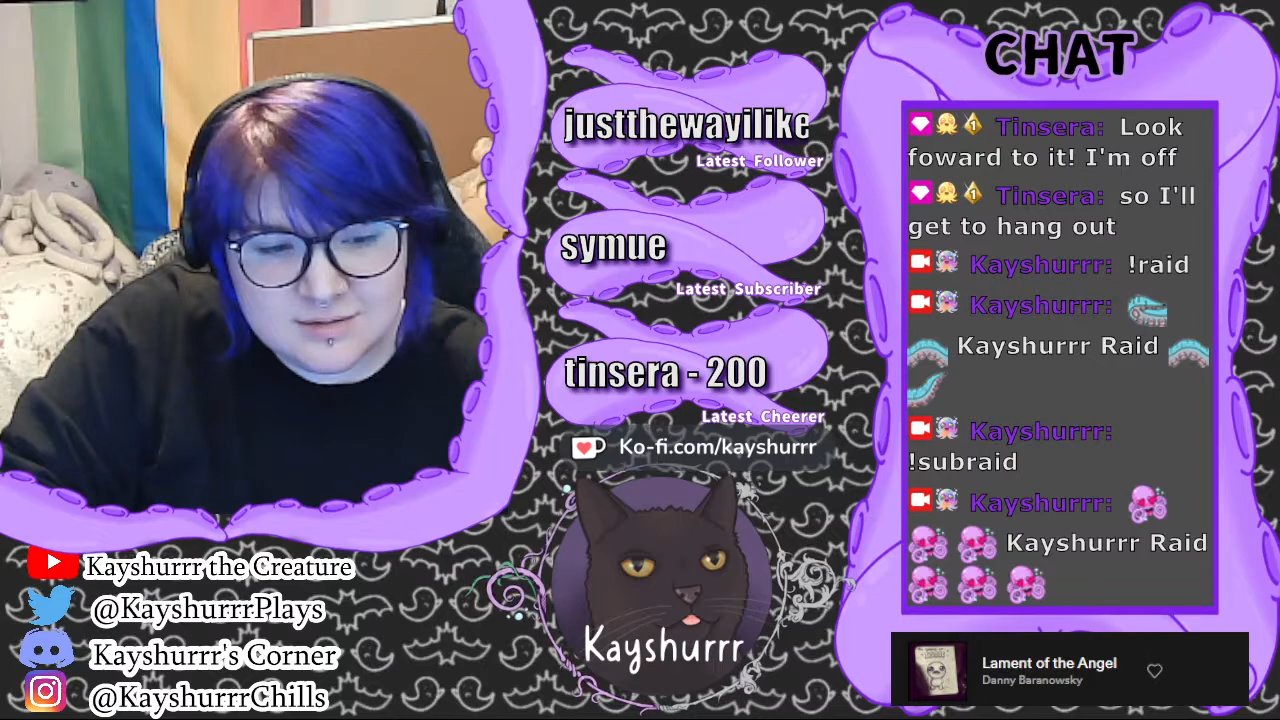 justthewayilike
Latest Follower
symue
Latest Subscriber
tinsera - 200
Latest Cheerer
Ko-fi.com/kayshurrr
Kayshurrr
Kayshurrr the Creature
@KayshurrrPlays
Kayshurrr's Corner
@KayshurrrChills
CHAT
1 Tinsera: Look
foward to it! I'm off
1 Tinsera: so I'll
get to hang out
Kayshurrr: !raid
Kayshurrr:
Kayshurrr Raid
Kayshurrr:
!subraid
Kayshurrr:
Kayshurrr Raid
Lament of the Angel
Danny Baranowsky